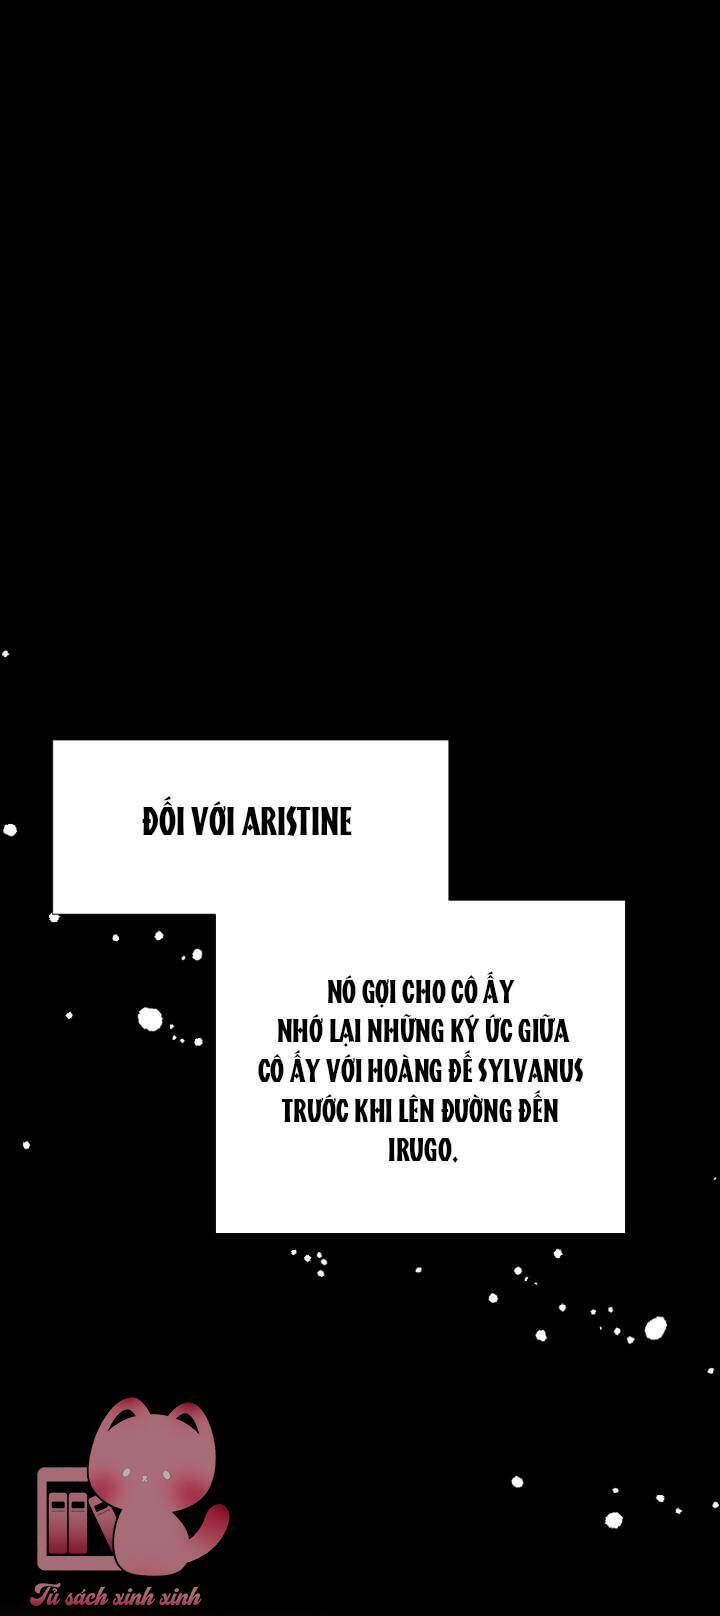 ĐỐI VỚI ARISTINE
NÓ GỢI CHO CÔ ẤY
NHỚ LẠI NHỮNG KÝ ỨC GIỮA
CÔ ẤY VỚI HOÀNG ĐẾ SYLVANUS
TRƯỚC KHI LÊN ĐƯỜNG ĐẾN
IRUGO.
Tủ sách xinh xinh